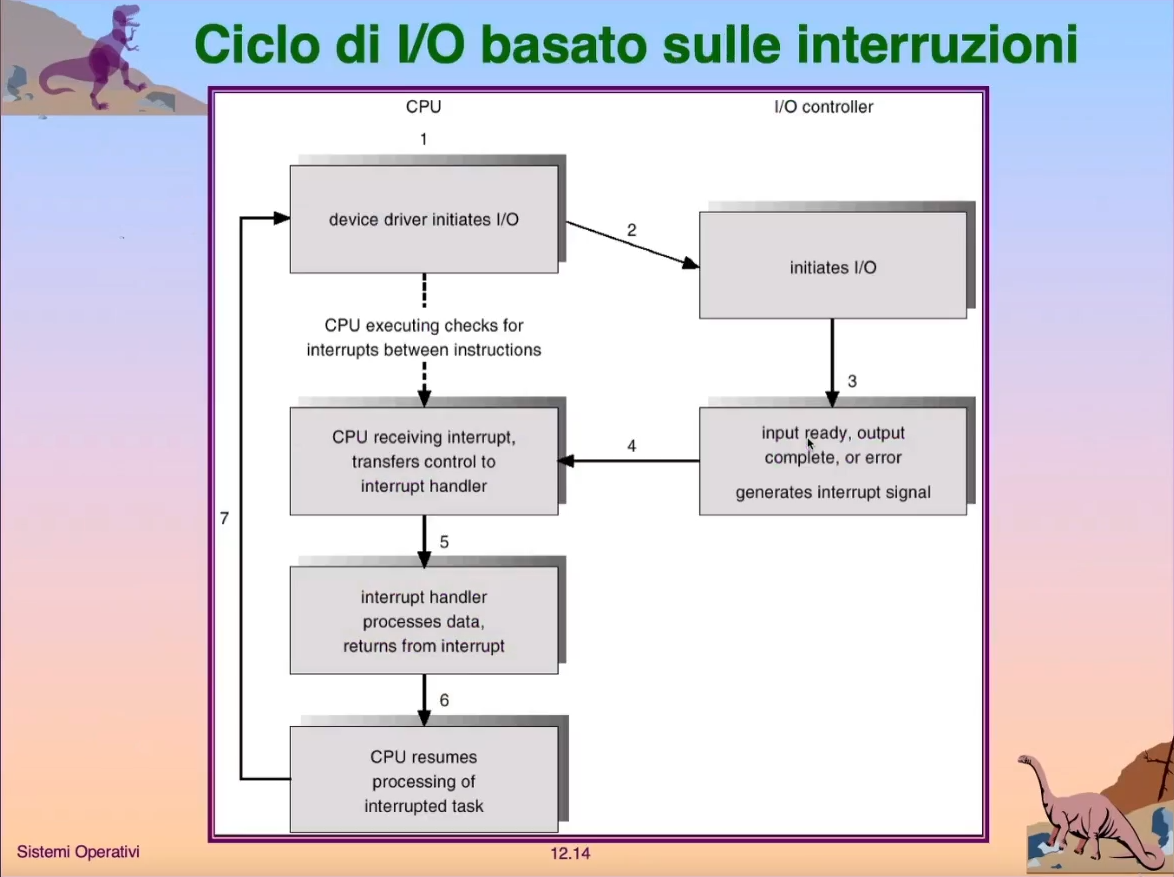 Ciclo di I/O basato sulle interruzioni
CPU
I/O controller
1
device driver initiates I/O
2
initiates I/O
CPU executing checks for
interrupts between instructions
3
CPU receiving interrupt,
transfers control to
interrupt handler
4
input ready, output
complete, or error
generates interrupt signal
7
5
interrupt handler
processes data,
returns from interrupt
6
CPU resumes
processing of
interrupted task
Sistemi Operativi
12.14